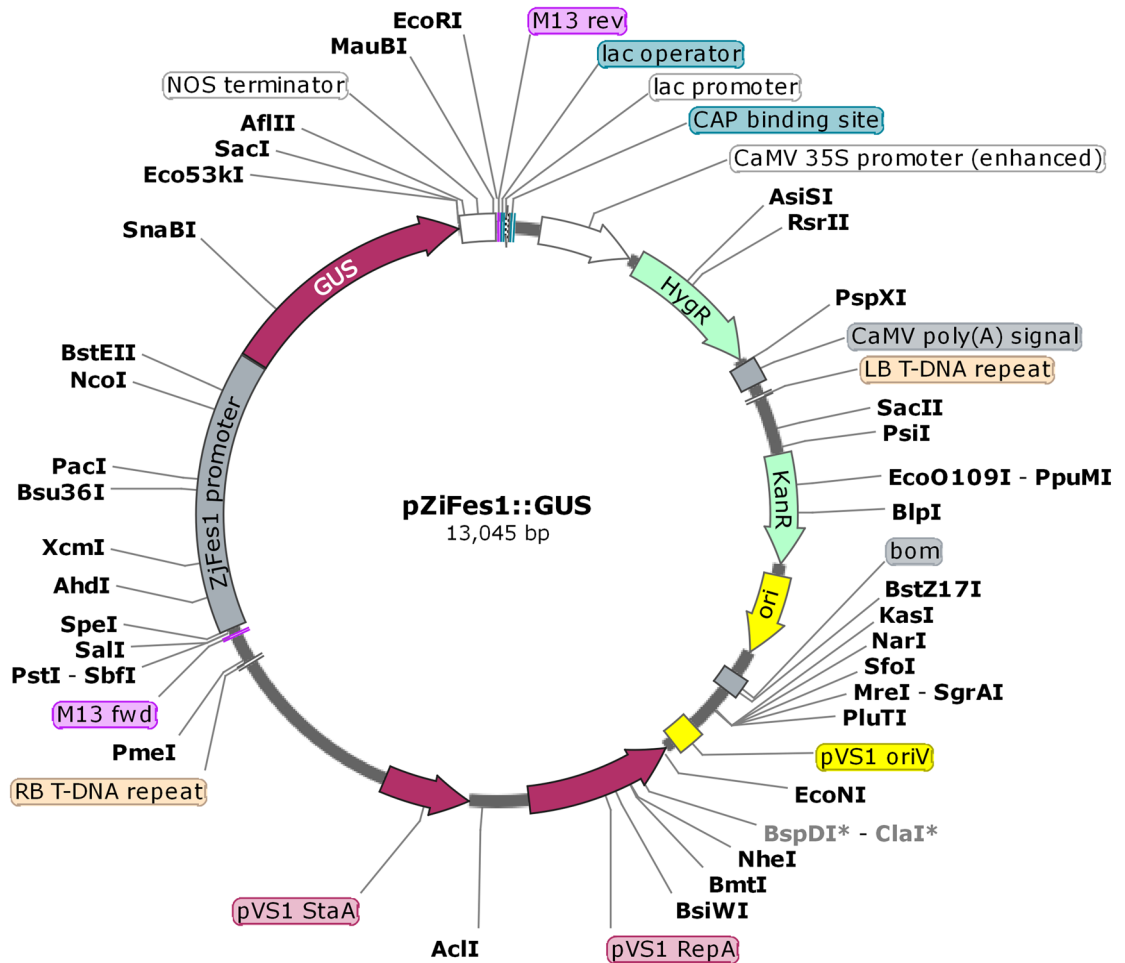 EcoRI
M13 rev
MauBI
lac operator
NOS terminator
lac promoter
CAP binding site
AflII
SacI
CaMV 35S promoter (enhanced)
Eco53kI
AsiSI
RsrII
SnaBI
GUS
HygR
PspXI
CaMV poly(A) signal
BstEII
LB T-DNA repeat
NcoI
SacII
PsiI
ZjFes1 promoter
PacI
EcoO109I - PpuMI
Bsu36I
KanR
pZiFes1::GUS
BlpI
13,045 bp
XcmI
bom
AhdI
BstZ17I
ori
KasI
SpeI
NarI
SalI
SfoI
PstI - SbfI
MreI - SgrAI
M13 fwd
PluTI
PmeI
pVS1 oriV
RB T-DNA repeat
EcoNI
BspDI* - ClaI*
NheI
BmtI
pVS1 StaA
BsiWI
AclI
pVS1 RepA